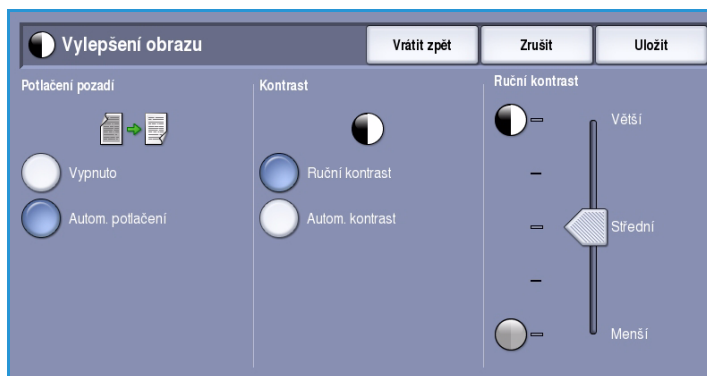 Vylepšení obrazu
Vrátit zpět
Zrušit
Uložit
Potlačení pozadí
Vypnuto
Autom. potlačení
Kontrast
Ruční kontrast
Autom. kontrast
Ruční kontrast
Větší
Střední
Menší